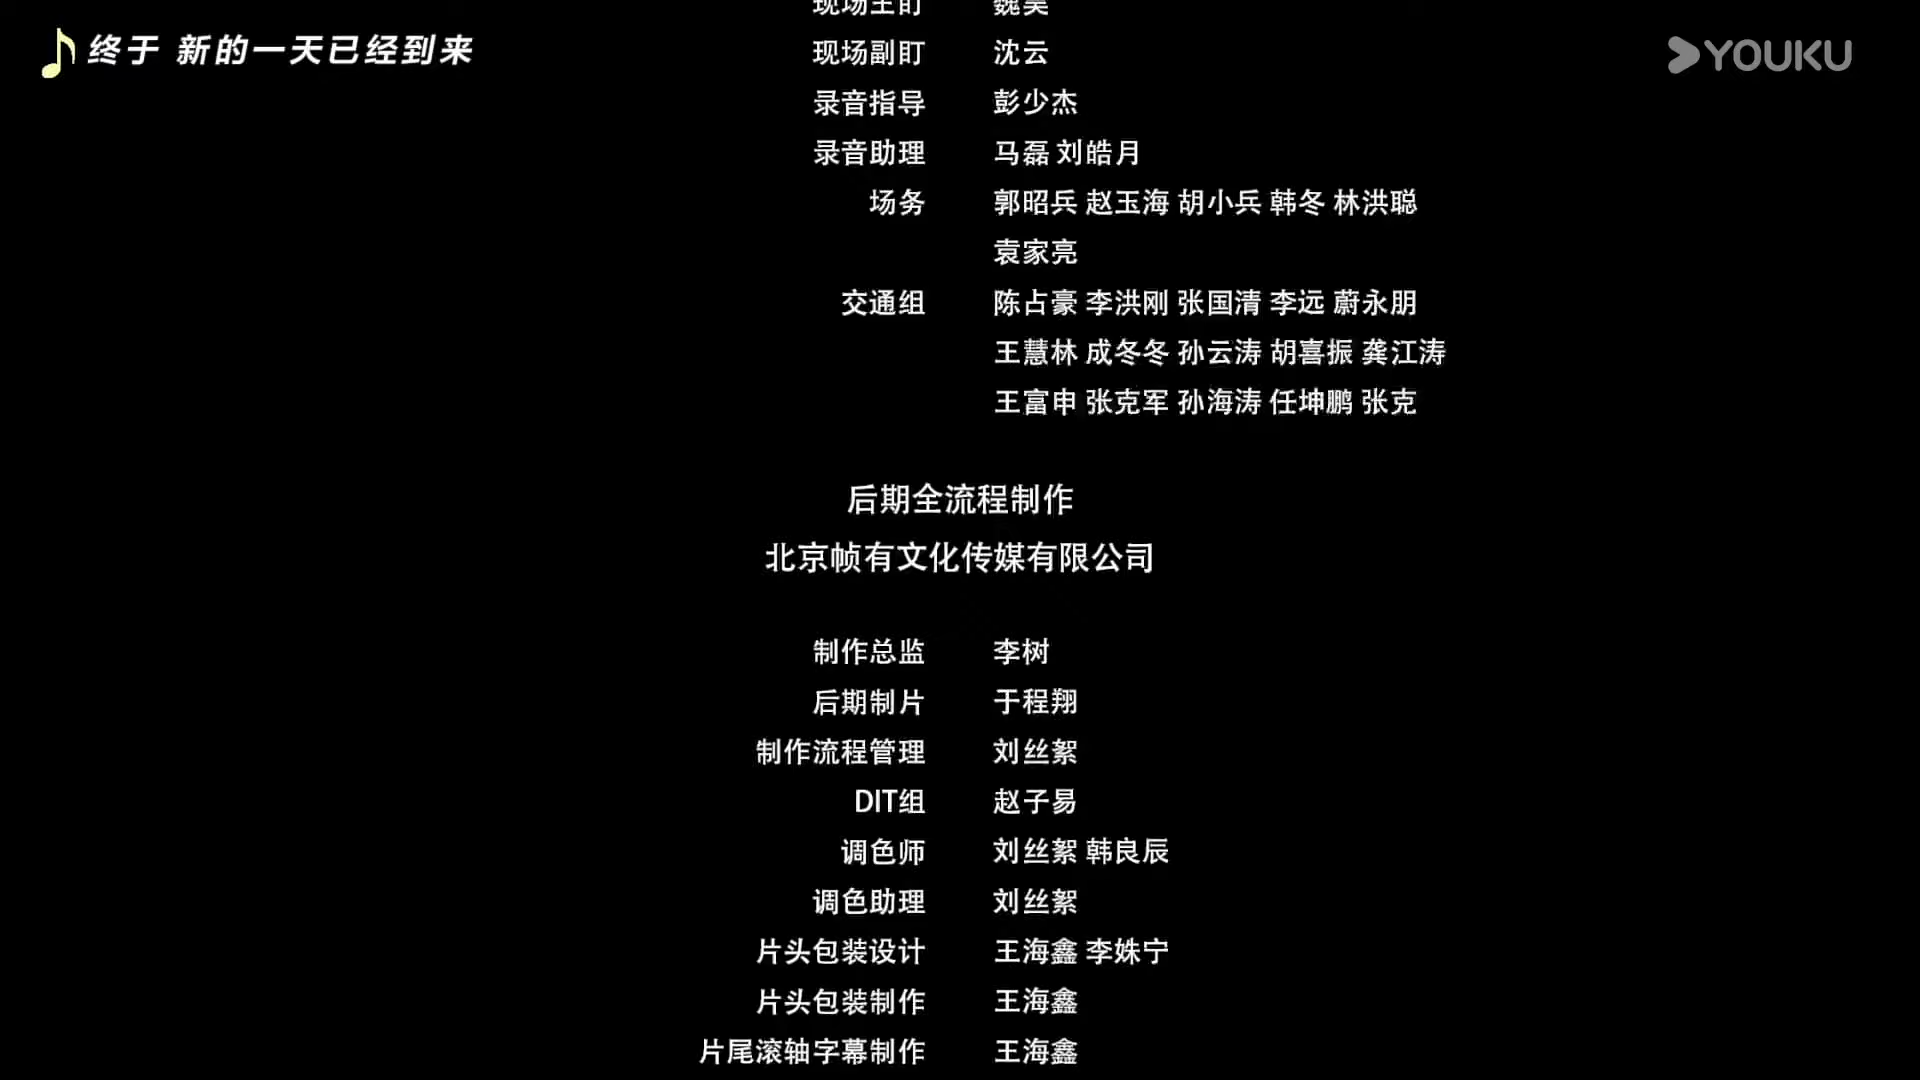 现场主盯 魏昊
终于 新的一天已经到来
YOUKU
现场副盯 沈云
录音指导 彭少杰
录音助理 马磊 刘皓月
场务 郭昭兵 赵玉海 胡小兵 韩冬 林洪聪
袁家亮
交通组 陈占豪 李洪刚 张国清 李远 蔚永朋
王慧林 成冬冬 孙云涛 胡喜振 龚江涛
王富申 张克军 孙海涛 任坤鹏 张克
后期全流程制作
北京帧有文化传媒有限公司
制作总监 李树
后期制片 于程翔
制作流程管理 刘丝絮
DIT组 赵子易
调色师 刘丝絮 韩良辰
调色助理 刘丝絮
片头包装设计 王海鑫 李姝宁
片头包装制作 王海鑫
片尾滚轴字幕制作 王海鑫